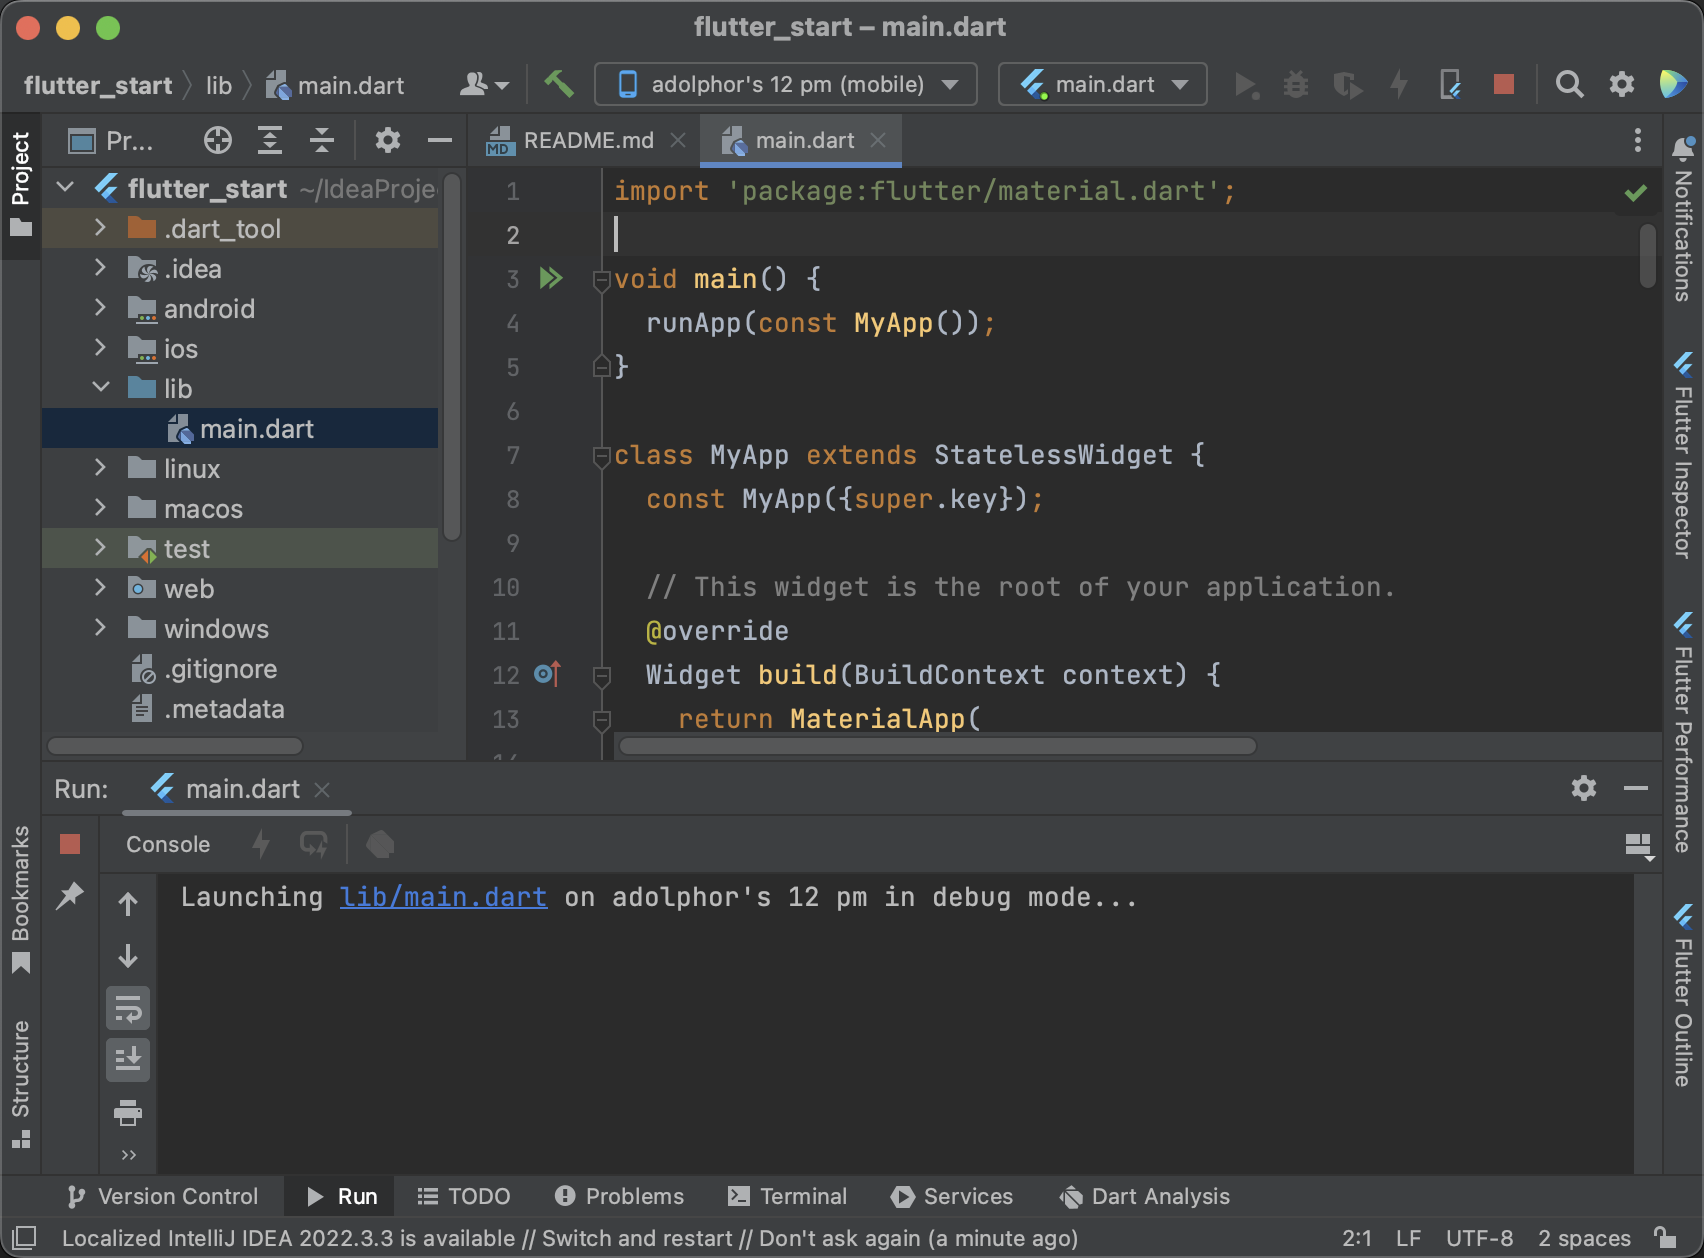 flutter_start – main.dart
flutter_start
lib
main.dart
adolphor's 12 pm (mobile)
main.dart
Project
Pr...
README.md
main.dart
MD
flutter_start ~/IdeaProje
.dart_tool
.idea
android
ios
lib
main.dart
linux
macos
test
web
windows
.gitignore
.metadata
1 import 'package:flutter/material.dart';
2
3 void main() {
4 runApp(const MyApp());
5 }
6
7 class MyApp extends StatelessWidget {
8 const MyApp({super.key});
9
10 // This widget is the root of your application.
11 @override
12 Widget build(BuildContext context) {
13 return MaterialApp(
14
Notifications
Flutter Inspector
Flutter Performance
Flutter Outline
Run:
main.dart
Console
Launching lib/main.dart on adolphor's 12 pm in debug mode...
Bookmarks
Structure
Version Control
Run
TODO
Problems
Terminal
Services
Dart Analysis
Localized IntelliJ IDEA 2022.3.3 is available // Switch and restart // Don't ask again (a minute ago)
2:1
LF
UTF-8
2 spaces